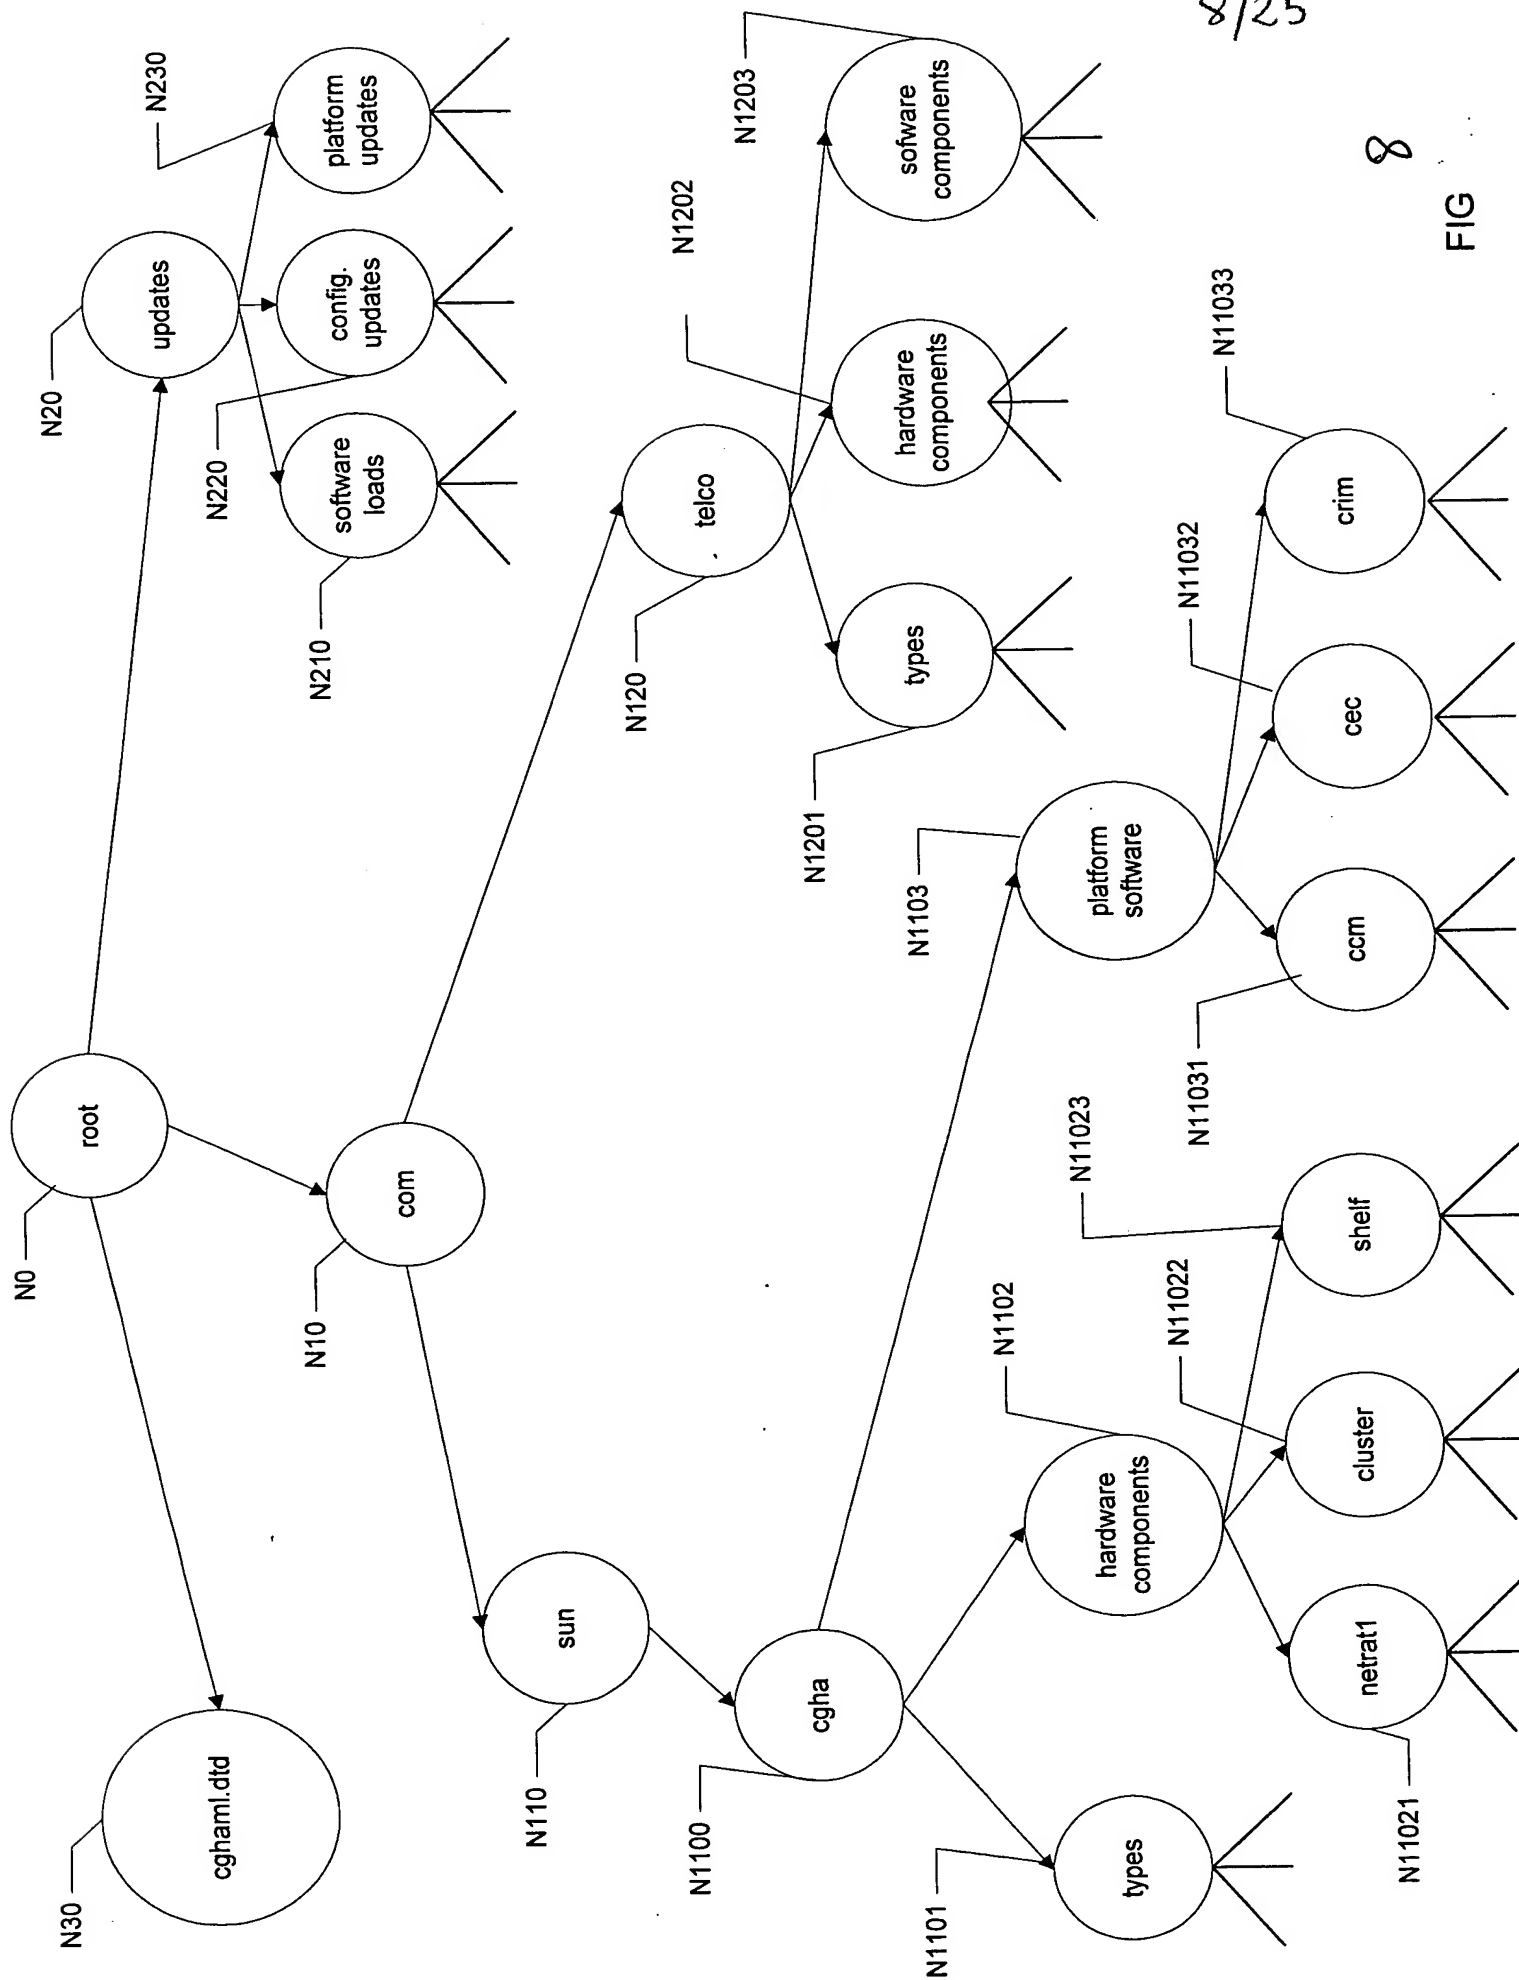 8/25
N0
root
N20
updates
N30
cghaml.dtd
N10
com
N210
software
loads
N220
config.
updates
N230
platform
updates
N110
sun
N120
telco
N1100
cgha
N1201
types
N1202
hardware
components
N1203
sofware
components
N1101
types
N1102
hardware
components
N1103
platform
software
N11021
netrat1
N11022
cluster
N11023
shelf
N11031
ccm
N11032
cec
N11033
crim
FIG 8